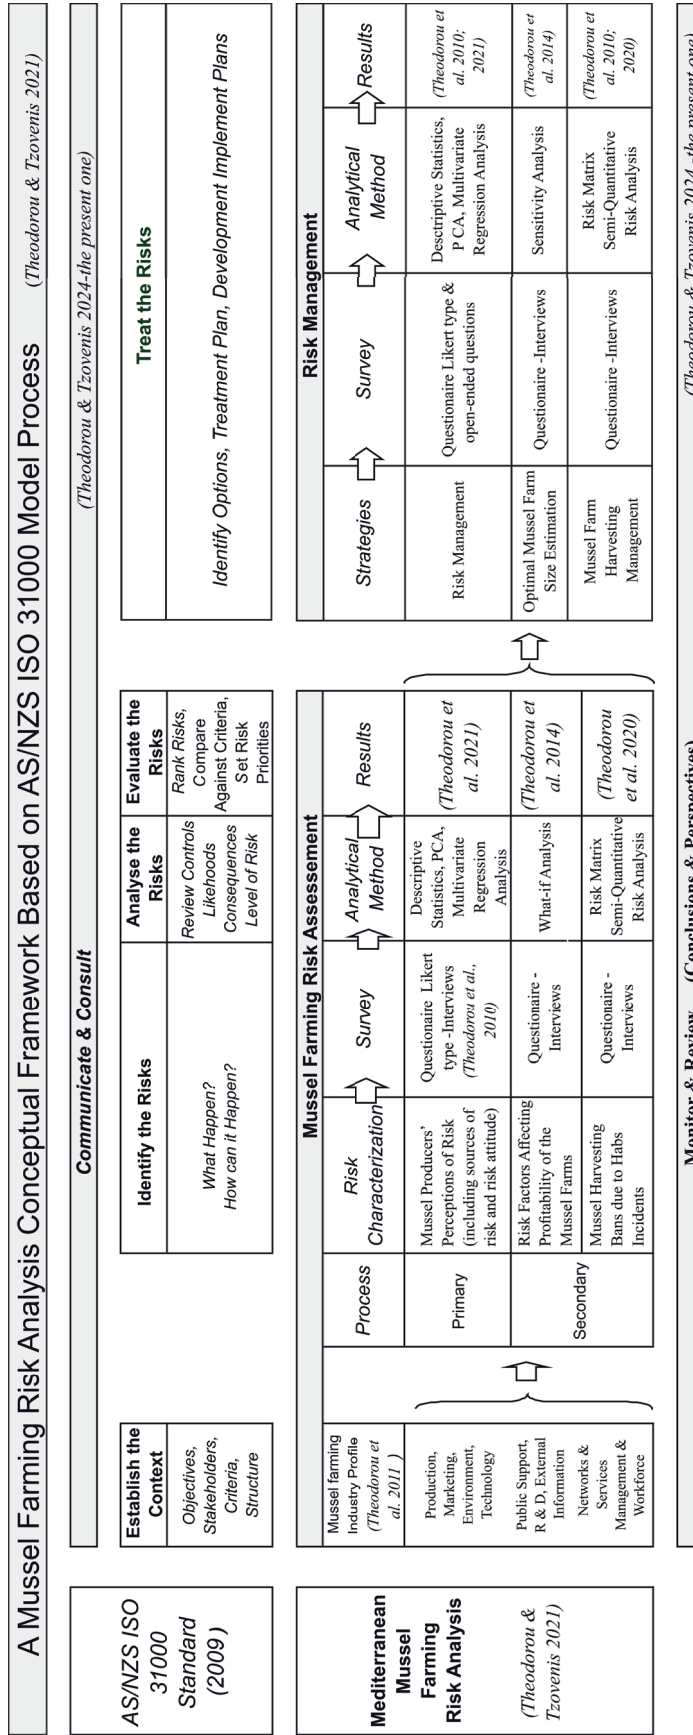 A Mussel Farming Risk Analysis Conceptual Framework Based on AS/NZS ISO 31000 Model Process (Theodorou & Tzovenis 2021)
Communicate & Consult (Theodorou & Tzovenis 2024-the present one)
AS/NZS ISO
31000
Standard
(2009 )
Establish the
Context
Objectives,
Stakeholders,
Criteria,
Structure
Identify the Risks
What Happen?
How can it Happen?
Analyse the
Risks
Review Controls
Likehoods
Consequences
Level of Risk
Evaluate the
Risks
Rank Risks,
Compare
Against Criteria,
Set Risk
Priorities
Treat the Risks
Identify Options, Treatment Plan, Development Implement Plans
Mediterranean
Mussel
Farming
Risk Analysis
(Theodorou &
Tzovenis 2021)
Mussel Farming Risk Assessement
Mussel farming
Industry Profile
(Theodorou et
al. 2011 )
Production,
Marketing,
Environment,
Technology
Public Support,
R & D, External
Information
Networks &
Services
Management &
Workforce
Process
Risk
Characterization
Survey
Analytical
Method
Results
Primary
Mussel Producers’
Perceptions of Risk
(including sources of
risk and risk attitude)
Questionaire Likert
type -Interviews
(Theodorou et al.,
2010)
Descriptive
Statistics, PCA,
Multivariate
Regression
Analysis
(Theodorou et
al. 2021)
Secondary
Risk Factors Affecting
Profitability of the
Mussel Farms
Questionaire -
Interviews
What-if Analysis
(Theodorou et
al. 2014)
Mussel Harvesting
Bans due to Habs
Incidents
Questionaire -
Interviews
Risk Matrix
Semi-Quantitative
Risk Analysis
(Theodorou
et al. 2020)
Risk Management
Strategies
Survey
Analytical
Method
Results
Risk Management
Questionaire Likert type &
open-ended questions
Desctriptive Statistics,
P CA, Multivariate
Regression Analysis
(Theodorou et
al. 2010;
2021)
Optimal Mussel Farm
Size Estimation
Questionaire -Interviews
Sensitivity Analysis
(Theodorou et
al. 2014)
Mussel Farm
Harvesting
Management
Questionaire -Interviews
Risk Matrix
Semi-Quantitative
Risk Analysis
(Theodorou et
al. 2010;
2020)
Monitor & Review (Conclusions & Perspectives) (Theodorou & Tzovenis 2024 -the present one)